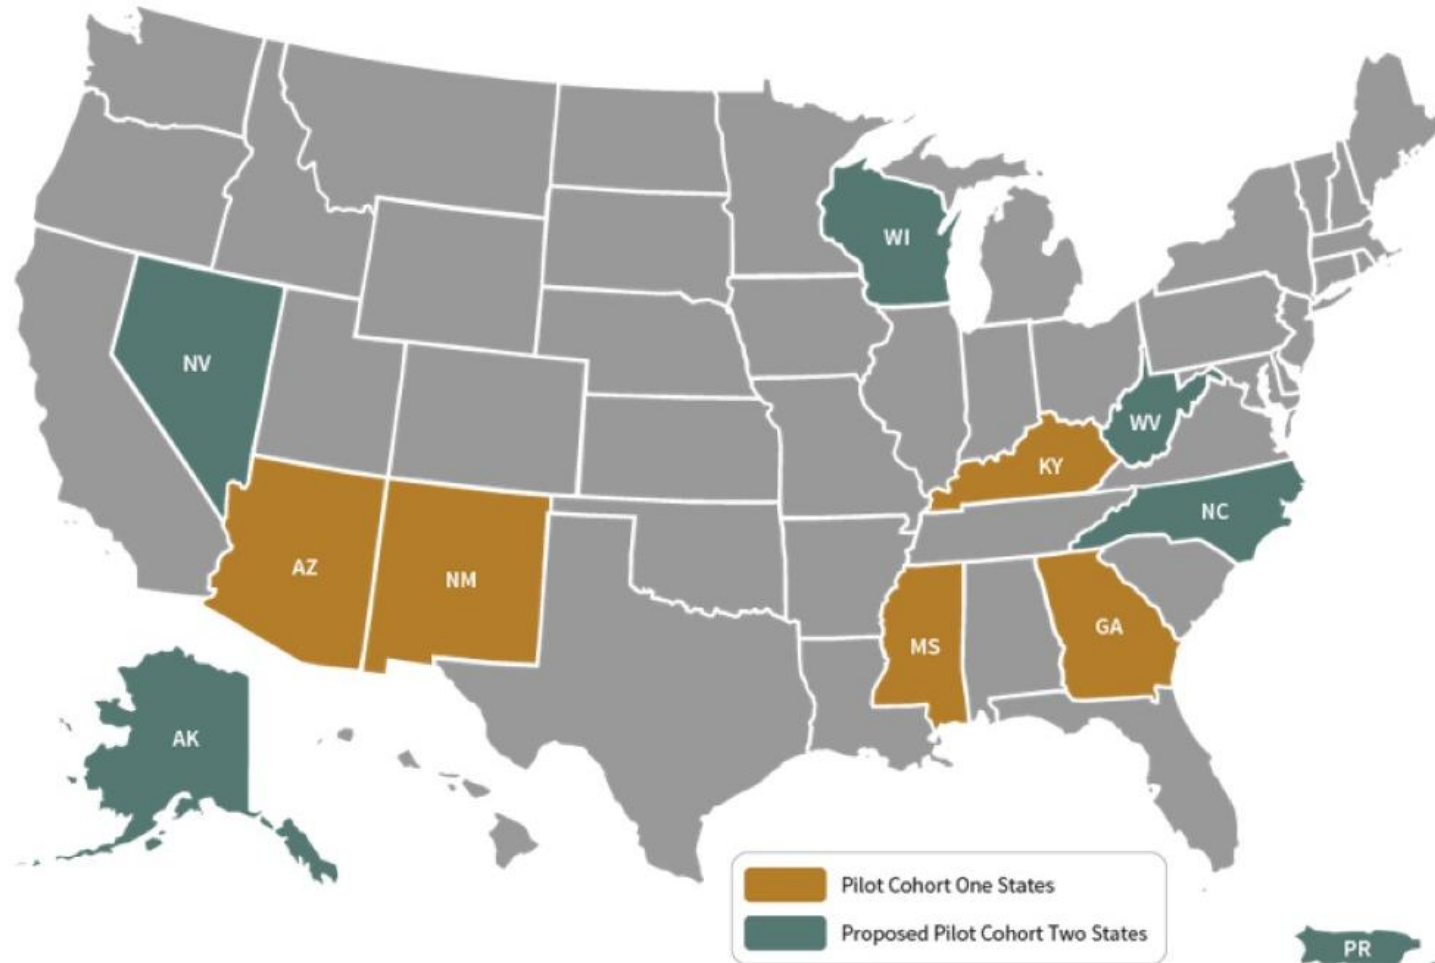 WI
NV
WV
KY
NC
AZ
NM
GA
MS
AK
Pilot Cohort One States
Proposed Pilot Cohort Two States
PR